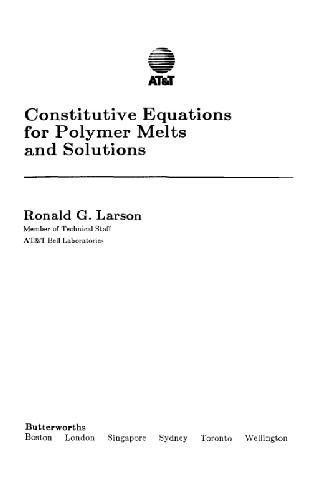 AT&T
Constitutive Equations
for Polymer Melts
and Solutions
Ronald G. Larson
Member of Technical Staff
AT&T Bell Laboratories
Butterworths
Boston London Singapore Sydney Toronto Wellington